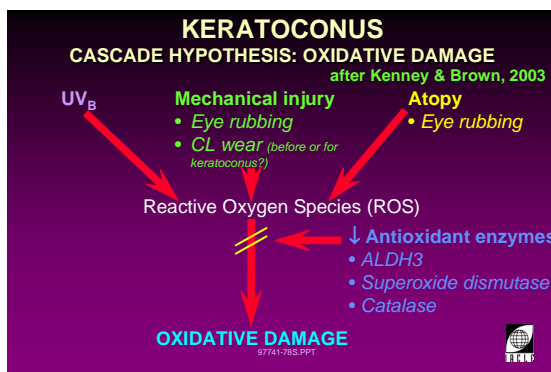 KERATOCONUS
CASCADE HYPOTHESIS: OXIDATIVE DAMAGE
after Kenney & Brown, 2003
UVB
Mechanical injury
• Eye rubbing
• CL wear (before or for
keratoconus?)
Atopy
• Eye rubbing
Reactive Oxygen Species (ROS)
↓ Antioxidant enzymes
• ALDH3
• Superoxide dismutase
• Catalase
OXIDATIVE DAMAGE
97741-78S.PPT
IACLE